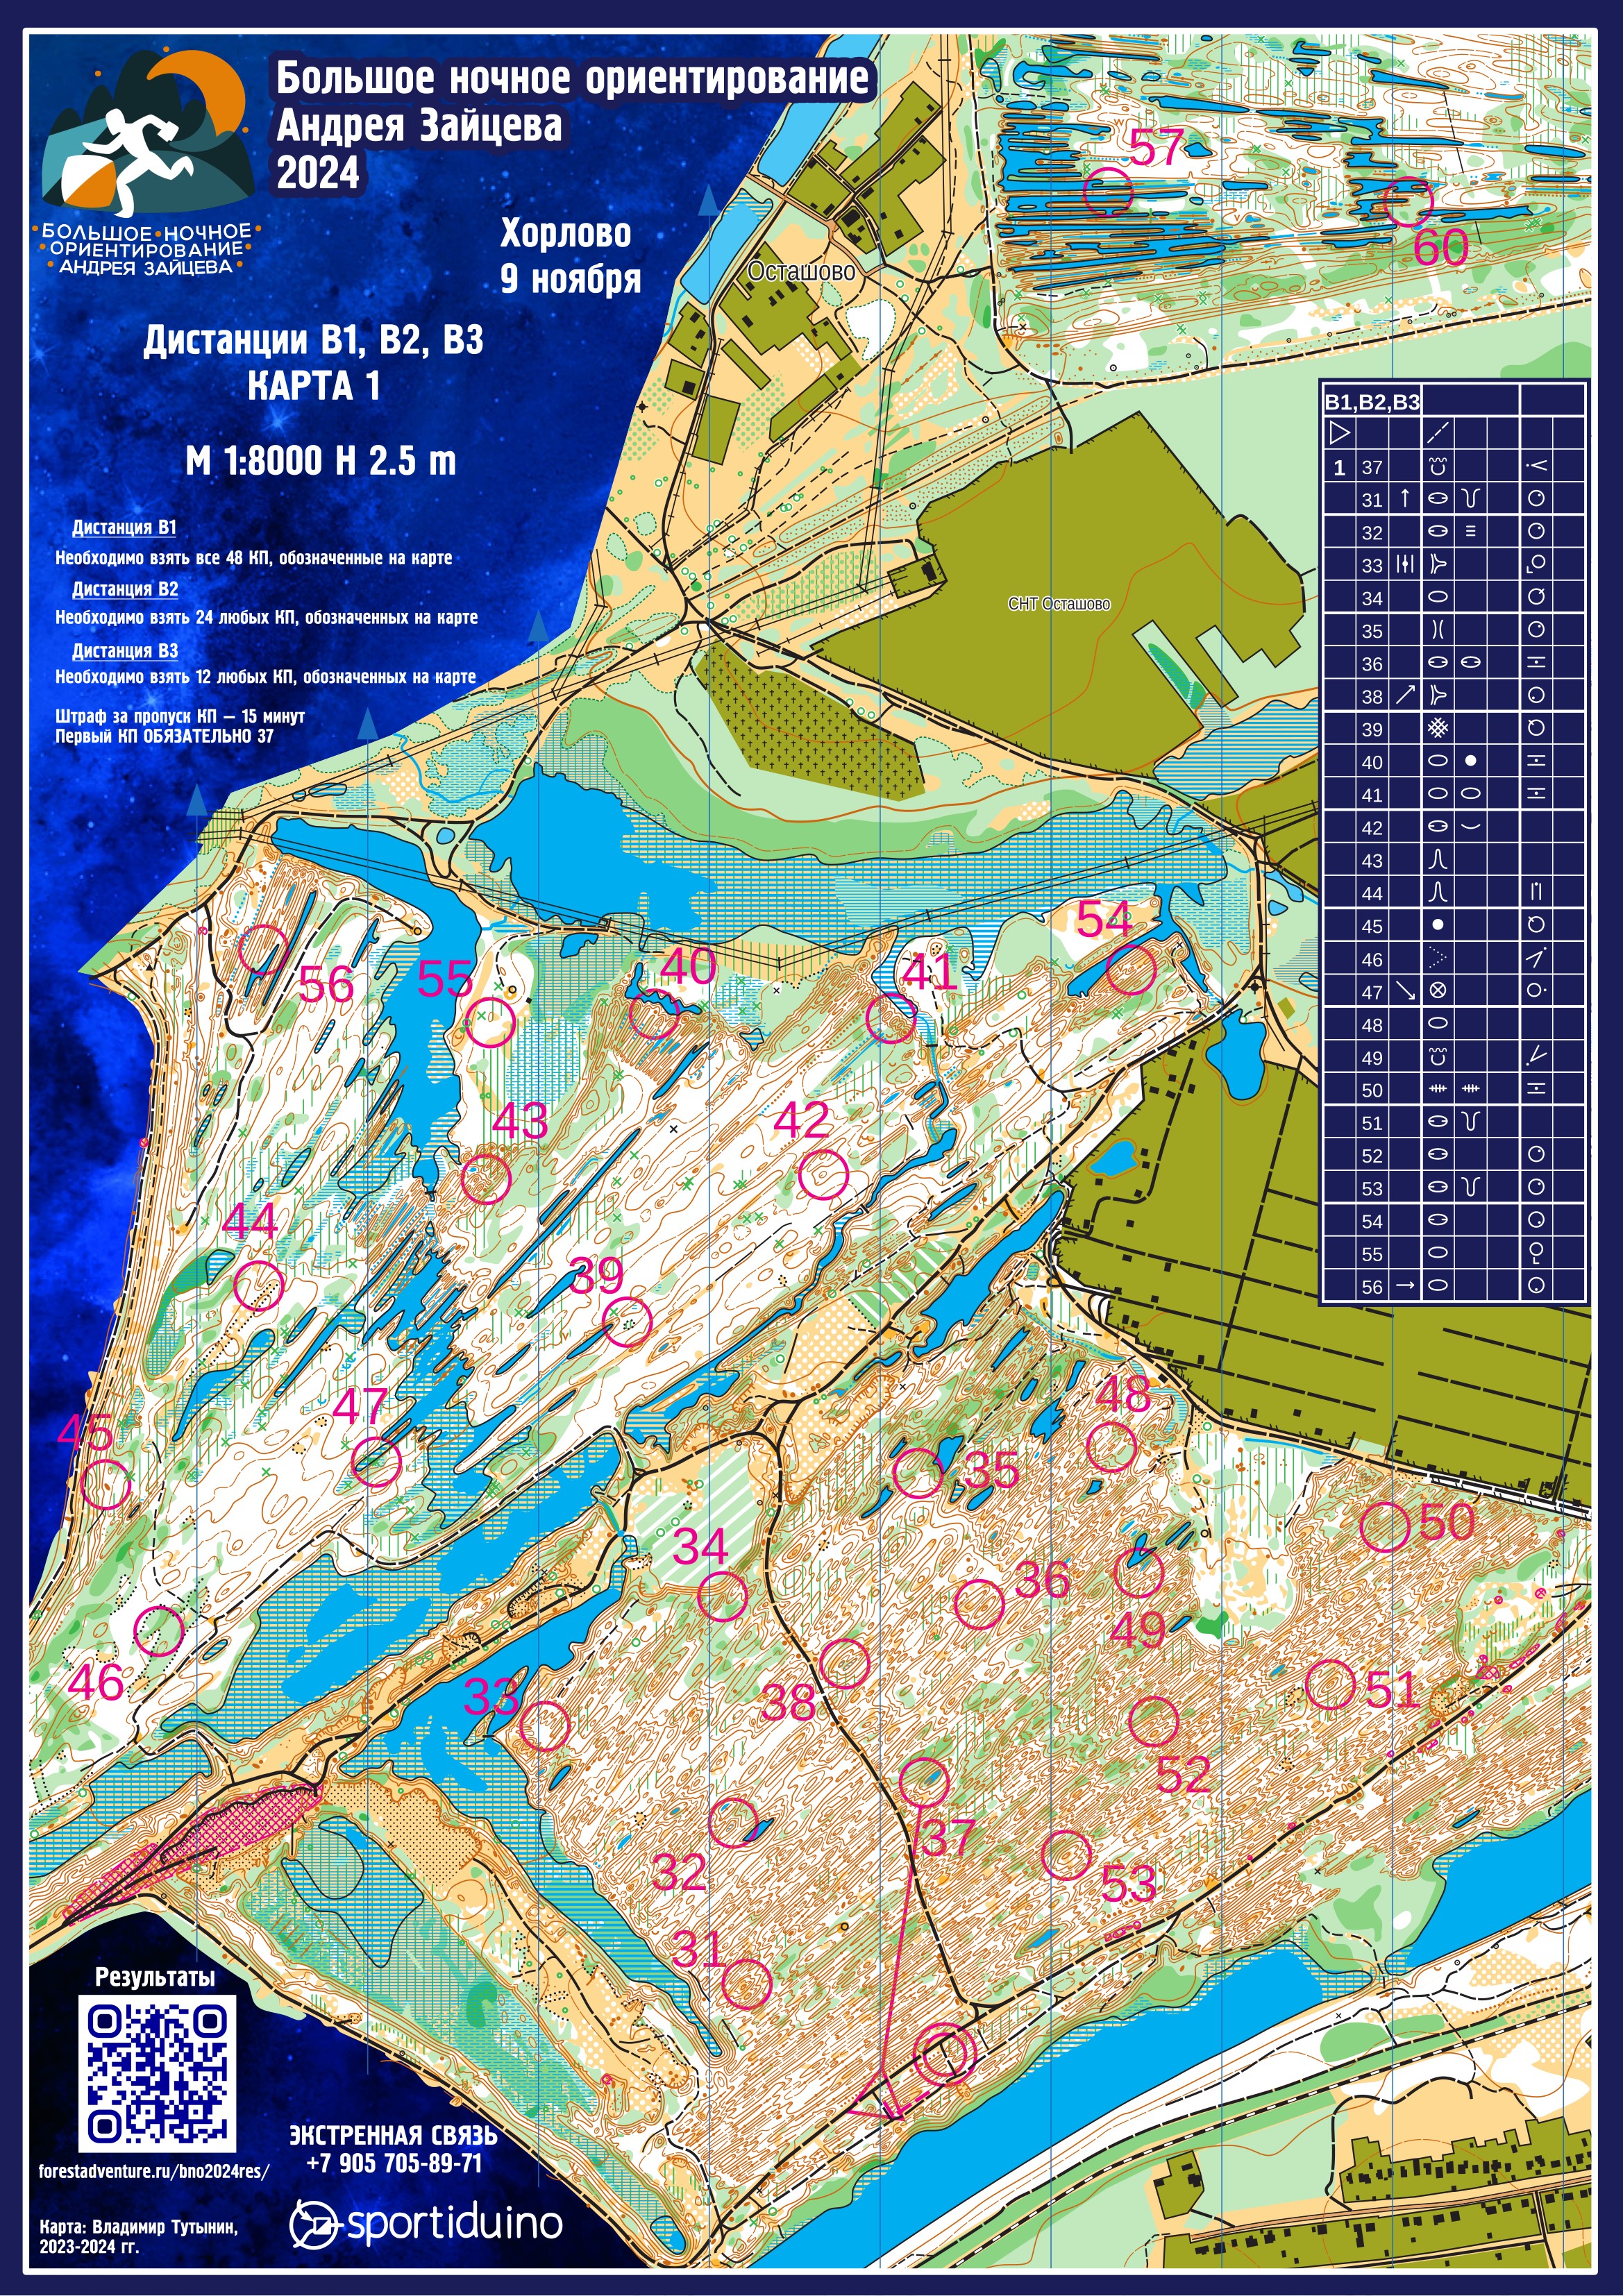 Большое ночное ориентирование
Андрея Зайцева
2024
БОЛЬШОЕ НОЧНОЕ
ОРИЕНТИРОВАНИЕ
АНДРЕЯ ЗАЙЦЕВА
Хорлово
9 ноября
Дистанции В1, В2, В3
КАРТА 1
М 1:8000 Н 2.5 m
Дистанция В1
Необходимо взять все 48 КП, обозначенные на карте
Дистанция В2
Необходимо взять 24 любых КП, обозначенных на карте
Дистанция В3
Необходимо взять 12 любых КП, обозначенных на карте
Штраф за пропуск КП – 15 минут
Первый КП ОБЯЗАТЕЛЬНО 37
Осташово
СНТ Осташово
57
60
B1,B2,B3
1 37
31
32
33
34
35
36
38
39
40
41
42
43
44
45
46
47
48
49
50
51
52
53
54
55
56
54
40
41
56
55
43
42
44
39
47
45
48
35
50
34
36
49
46
33
38
51
52
37
32
53
31
Результаты
forestadventure.ru/bno2024res/
ЭКСТРЕННАЯ СВЯЗЬ
+7 905 705-89-71
sportiduino
Карта: Владимир Тутынин,
2023-2024 гг.